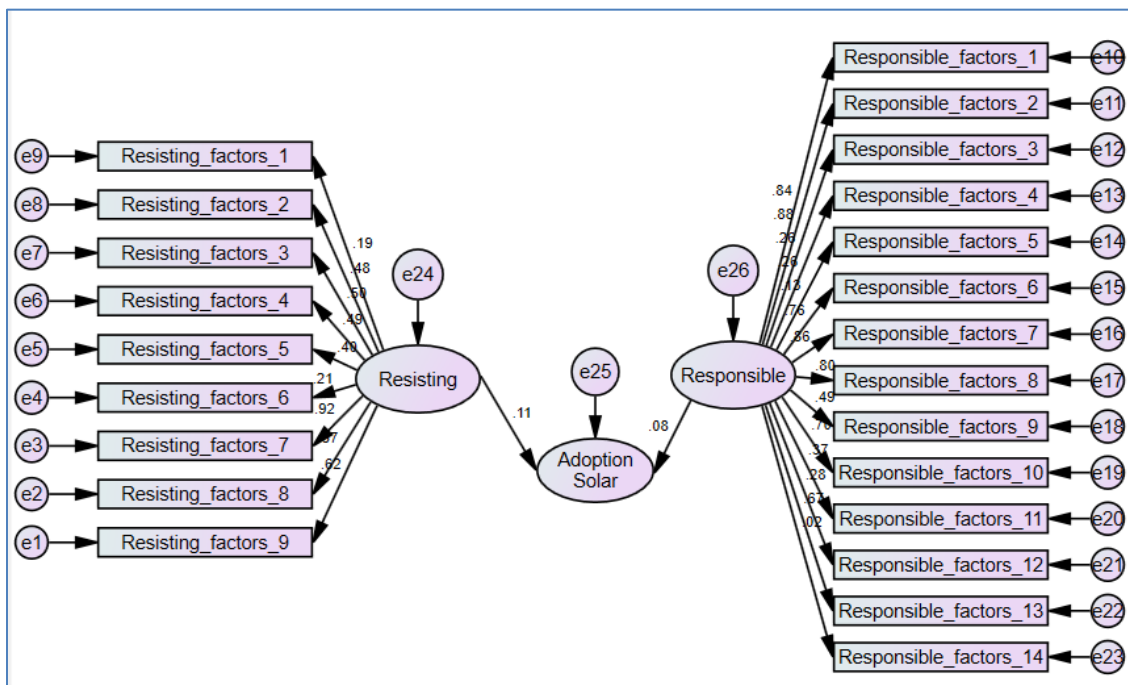 Responsible_factors_1
e10
Responsible_factors_2
e11
Responsible_factors_3
e12
Responsible_factors_4
e13
Responsible_factors_5
e14
Responsible_factors_6
e15
Responsible_factors_7
e16
Responsible_factors_8
e17
Responsible_factors_9
e18
Responsible_factors_10
e19
Responsible_factors_11
e20
Responsible_factors_12
e21
Responsible_factors_13
e22
Responsible_factors_14
e23
e9
Resisting_factors_1
e8
Resisting_factors_2
e7
Resisting_factors_3
e6
Resisting_factors_4
e5
Resisting_factors_5
e4
Resisting_factors_6
e3
Resisting_factors_7
e2
Resisting_factors_8
e1
Resisting_factors_9
.19
.48
.50
.49
.40
.21
.92
.62
e24
Resisting
.11
e25
Adoption
Solar
.08
e26
Responsible
.84
.88
.26
.26
.13
.76
.86
.80
.49
.37
.28
.67
.02